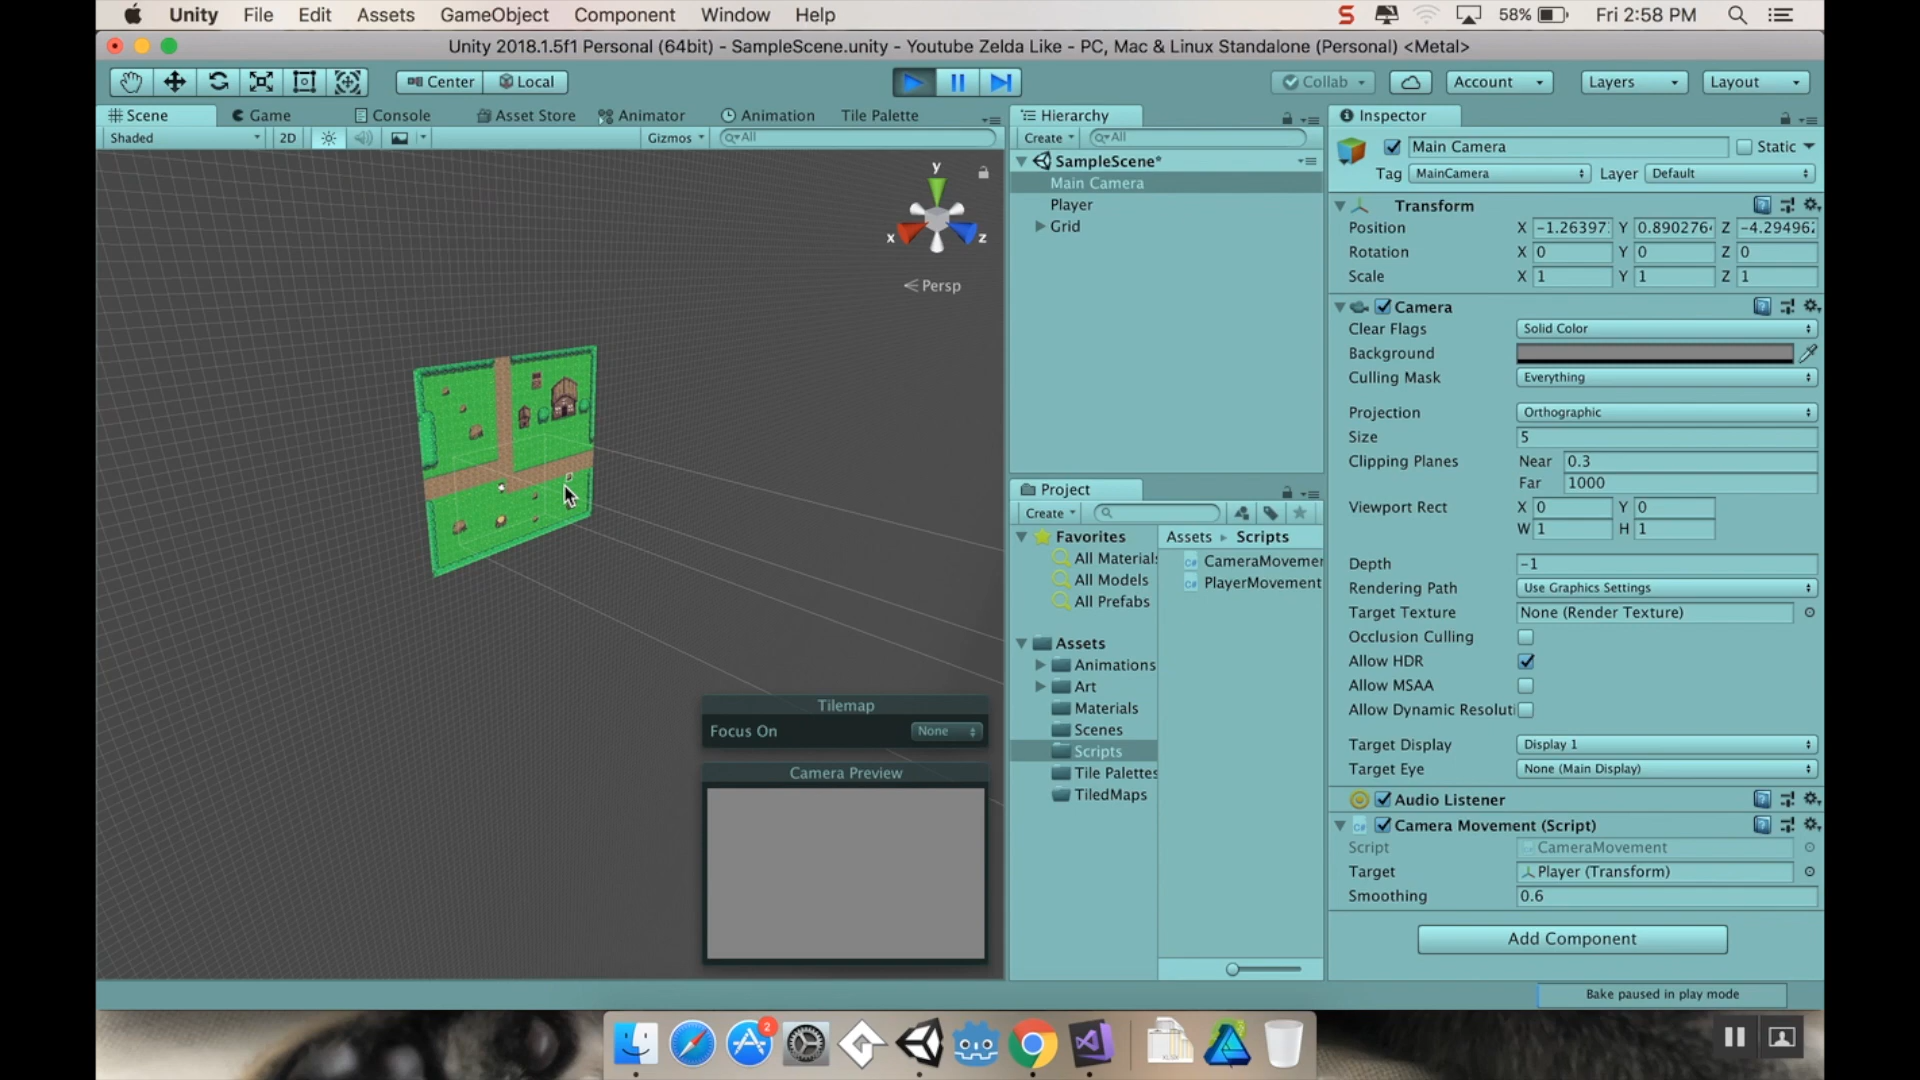 Unity File Edit Assets GameObject Component Window Help 58% Fri 2:58 PM
Unity 2018.1.5f1 Personal (64bit) - SampleScene.unity - Youtube Zelda Like - PC, Mac & Linux Standalone (Personal) <Metal>
Center Local Collab Account Layers Layout
Scene Game Console Asset Store Animator Animation Tile Palette
Shaded 2D Gizmos All
y
x z
Persp
Tilemap
Focus On None
Camera Preview
Hierarchy
Create All
SampleScene*
Main Camera
Player
Grid
Project
Create
Favorites
All Materials
All Models
All Prefabs
Assets
Animations
Art
Materials
Scenes
Scripts
Tile Palettes
TiledMaps
Assets Scripts
CameraMovemer
PlayerMovement
Inspector
Main Camera Static
Tag MainCamera Layer Default
Transform
Position X -1.26397 Y 0.890276 Z -4.29496
Rotation X 0 Y 0 Z 0
Scale X 1 Y 1 Z 1
Camera
Clear Flags Solid Color
Background
Culling Mask Everything
Projection Orthographic
Size 5
Clipping Planes Near 0.3
Far 1000
Viewport Rect X 0 Y 0
W 1 H 1
Depth -1
Rendering Path Use Graphics Settings
Target Texture None (Render Texture)
Occlusion Culling
Allow HDR
Allow MSAA
Allow Dynamic Resoluti
Target Display Display 1
Target Eye None (Main Display)
Audio Listener
Camera Movement (Script)
Script CameraMovement
Target Player (Transform)
Smoothing 0.6
Add Component
Bake paused in play mode
2